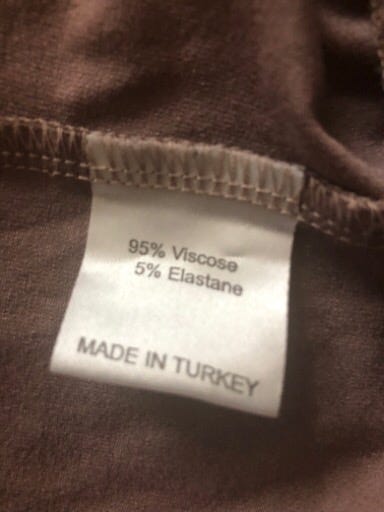 95% Viscose
5% Elastane
MADE IN TURKEY